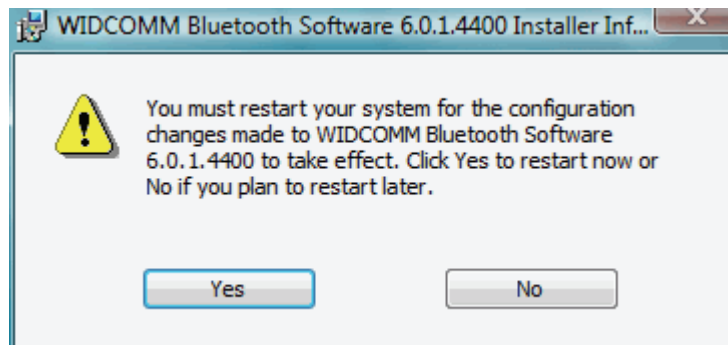 WIDCOMM Bluetooth Software 6.0.1.4400 Installer Inf...
You must restart your system for the configuration
changes made to WIDCOMM Bluetooth Software
6.0.1.4400 to take effect. Click Yes to restart now or
No if you plan to restart later.
Yes
No